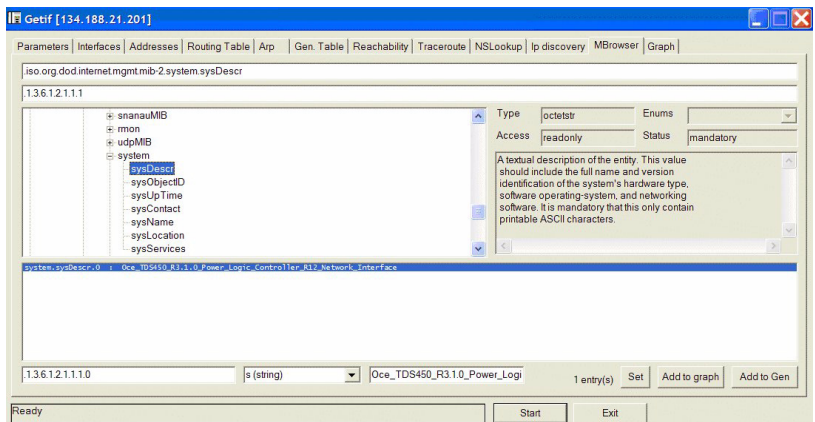 Getif [134.188.21.201]
Parameters Interfaces Addresses Routing Table Arp Gen. Table Reachability Traceroute NSLookup Ip discovery MBrowser Graph
.iso.org.dod.internet.mgmt.mib-2.system.sysDescr
.1.3.6.1.2.1.1.1
snanauMIB
rmon
udpMIB
system
sysDescr
sysObjectID
sysUpTime
sysContact
sysName
sysLocation
sysServices
Type octetstr Enums
Access readonly Status mandatory
A textual description of the entity. This value
should include the full name and version
identification of the system's hardware type,
software operating-system, and networking
software. It is mandatory that this only contain
printable ASCII characters.
system.sysDescr.0 : Oce_TDS450_R3.1.0_Power_Logic_Controller_R12_Network_Interface
.1.3.6.1.2.1.1.1.0 s (string) Oce_TDS450_R3.1.0_Power_Logi 1 entry(s) Set Add to graph Add to Gen
Ready Start Exit